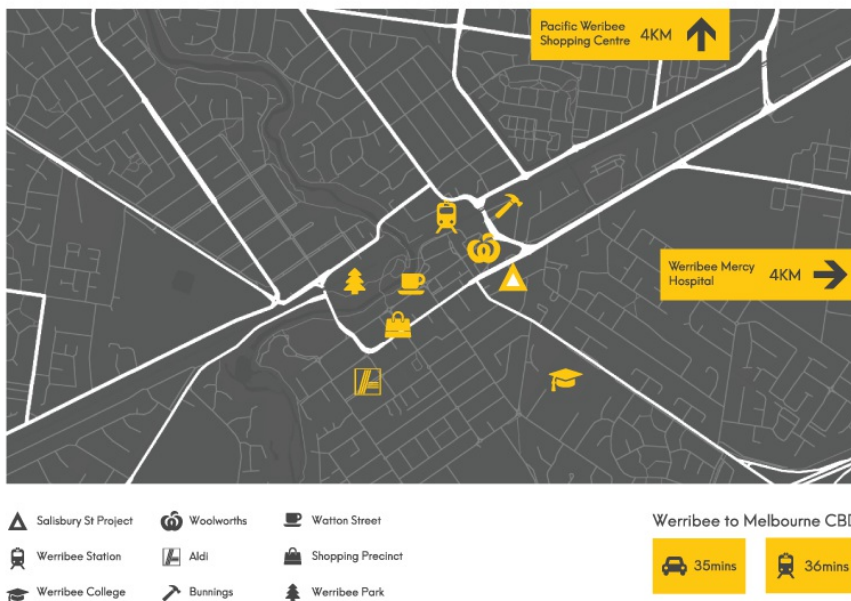 Pacific Weribee
Shopping Centre 4KM
Werribee Mercy
Hospital 4KM
Salisbury St Project
Woolworths
Watton Street
Werribee Station
Aldi
Shopping Precinct
Werribee College
Bunnings
Werribee Park
Werribee to Melbourne CBD
35mins
36mins